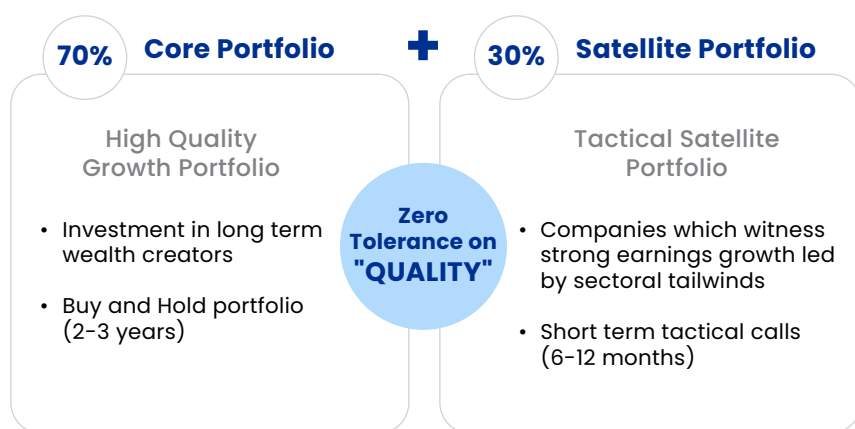 70%
Core Portfolio
+
30%
Satellite Portfolio
High Quality
Growth Portfolio
• Investment in long term
wealth creators
• Buy and Hold portfolio
(2-3 years)
Zero
Tolerance on
"QUALITY"
Tactical Satellite
Portfolio
• Companies which witness
strong earnings growth led
by sectoral tailwinds
• Short term tactical calls
(6-12 months)